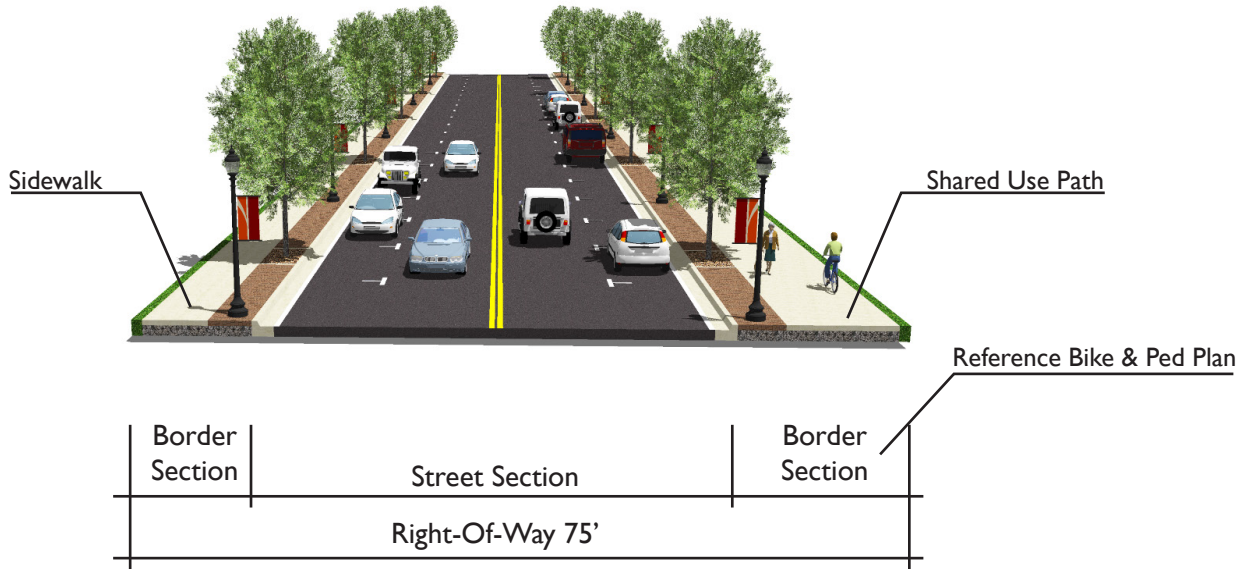 Sidewalk
Shared Use Path
Reference Bike & Ped Plan
Border
Section
Street Section
Border
Section
Right-Of-Way 75’